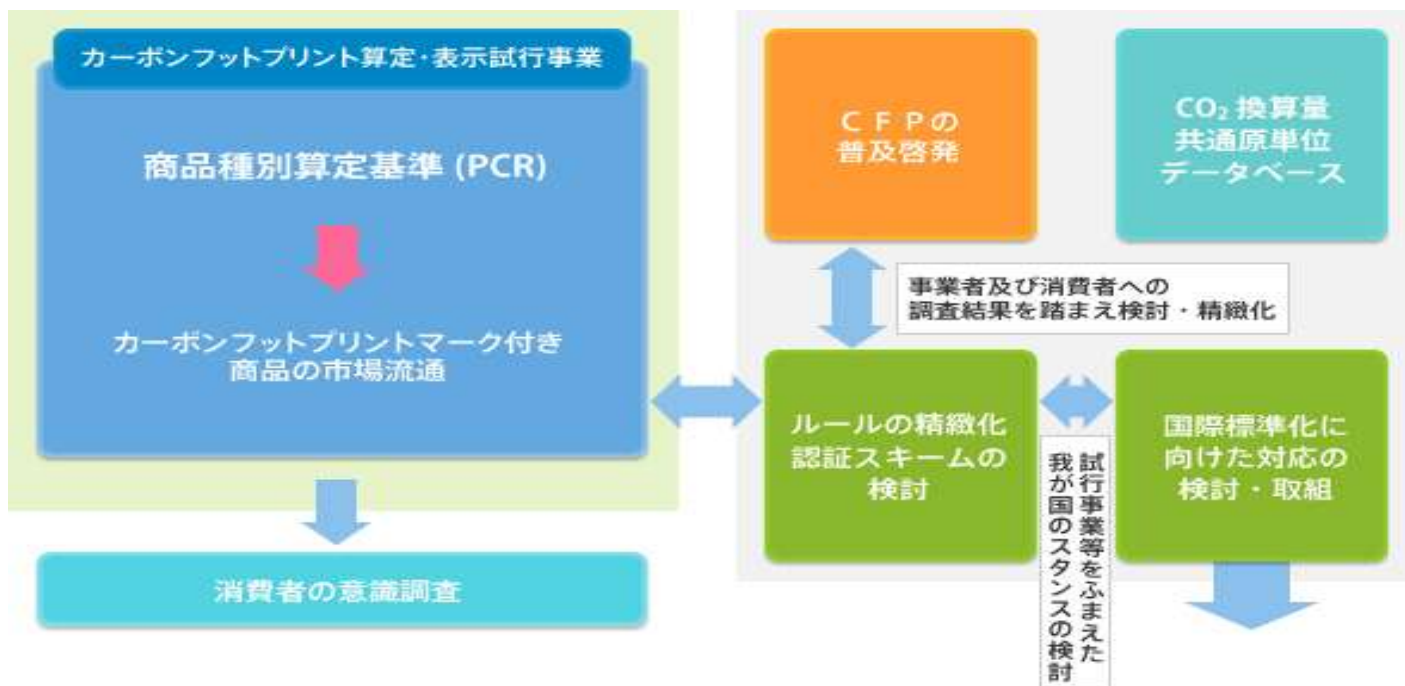 カーボンフットプリント算定・表示試行事業
商品種別算定基準 (PCR)
カーボンフットプリントマーク付き
商品の市場流通
消費者の意識調査
ＣＦＰの
普及啓発
CO₂ 換算量
共通原単位
データベース
事業者及び消費者への
調査結果を踏まえ検討・精緻化
ルールの精緻化
認証スキームの
検討
試行事業等をふまえた
我が国のスタンスの検討
国際標準化に
向けた対応の
検討・取組